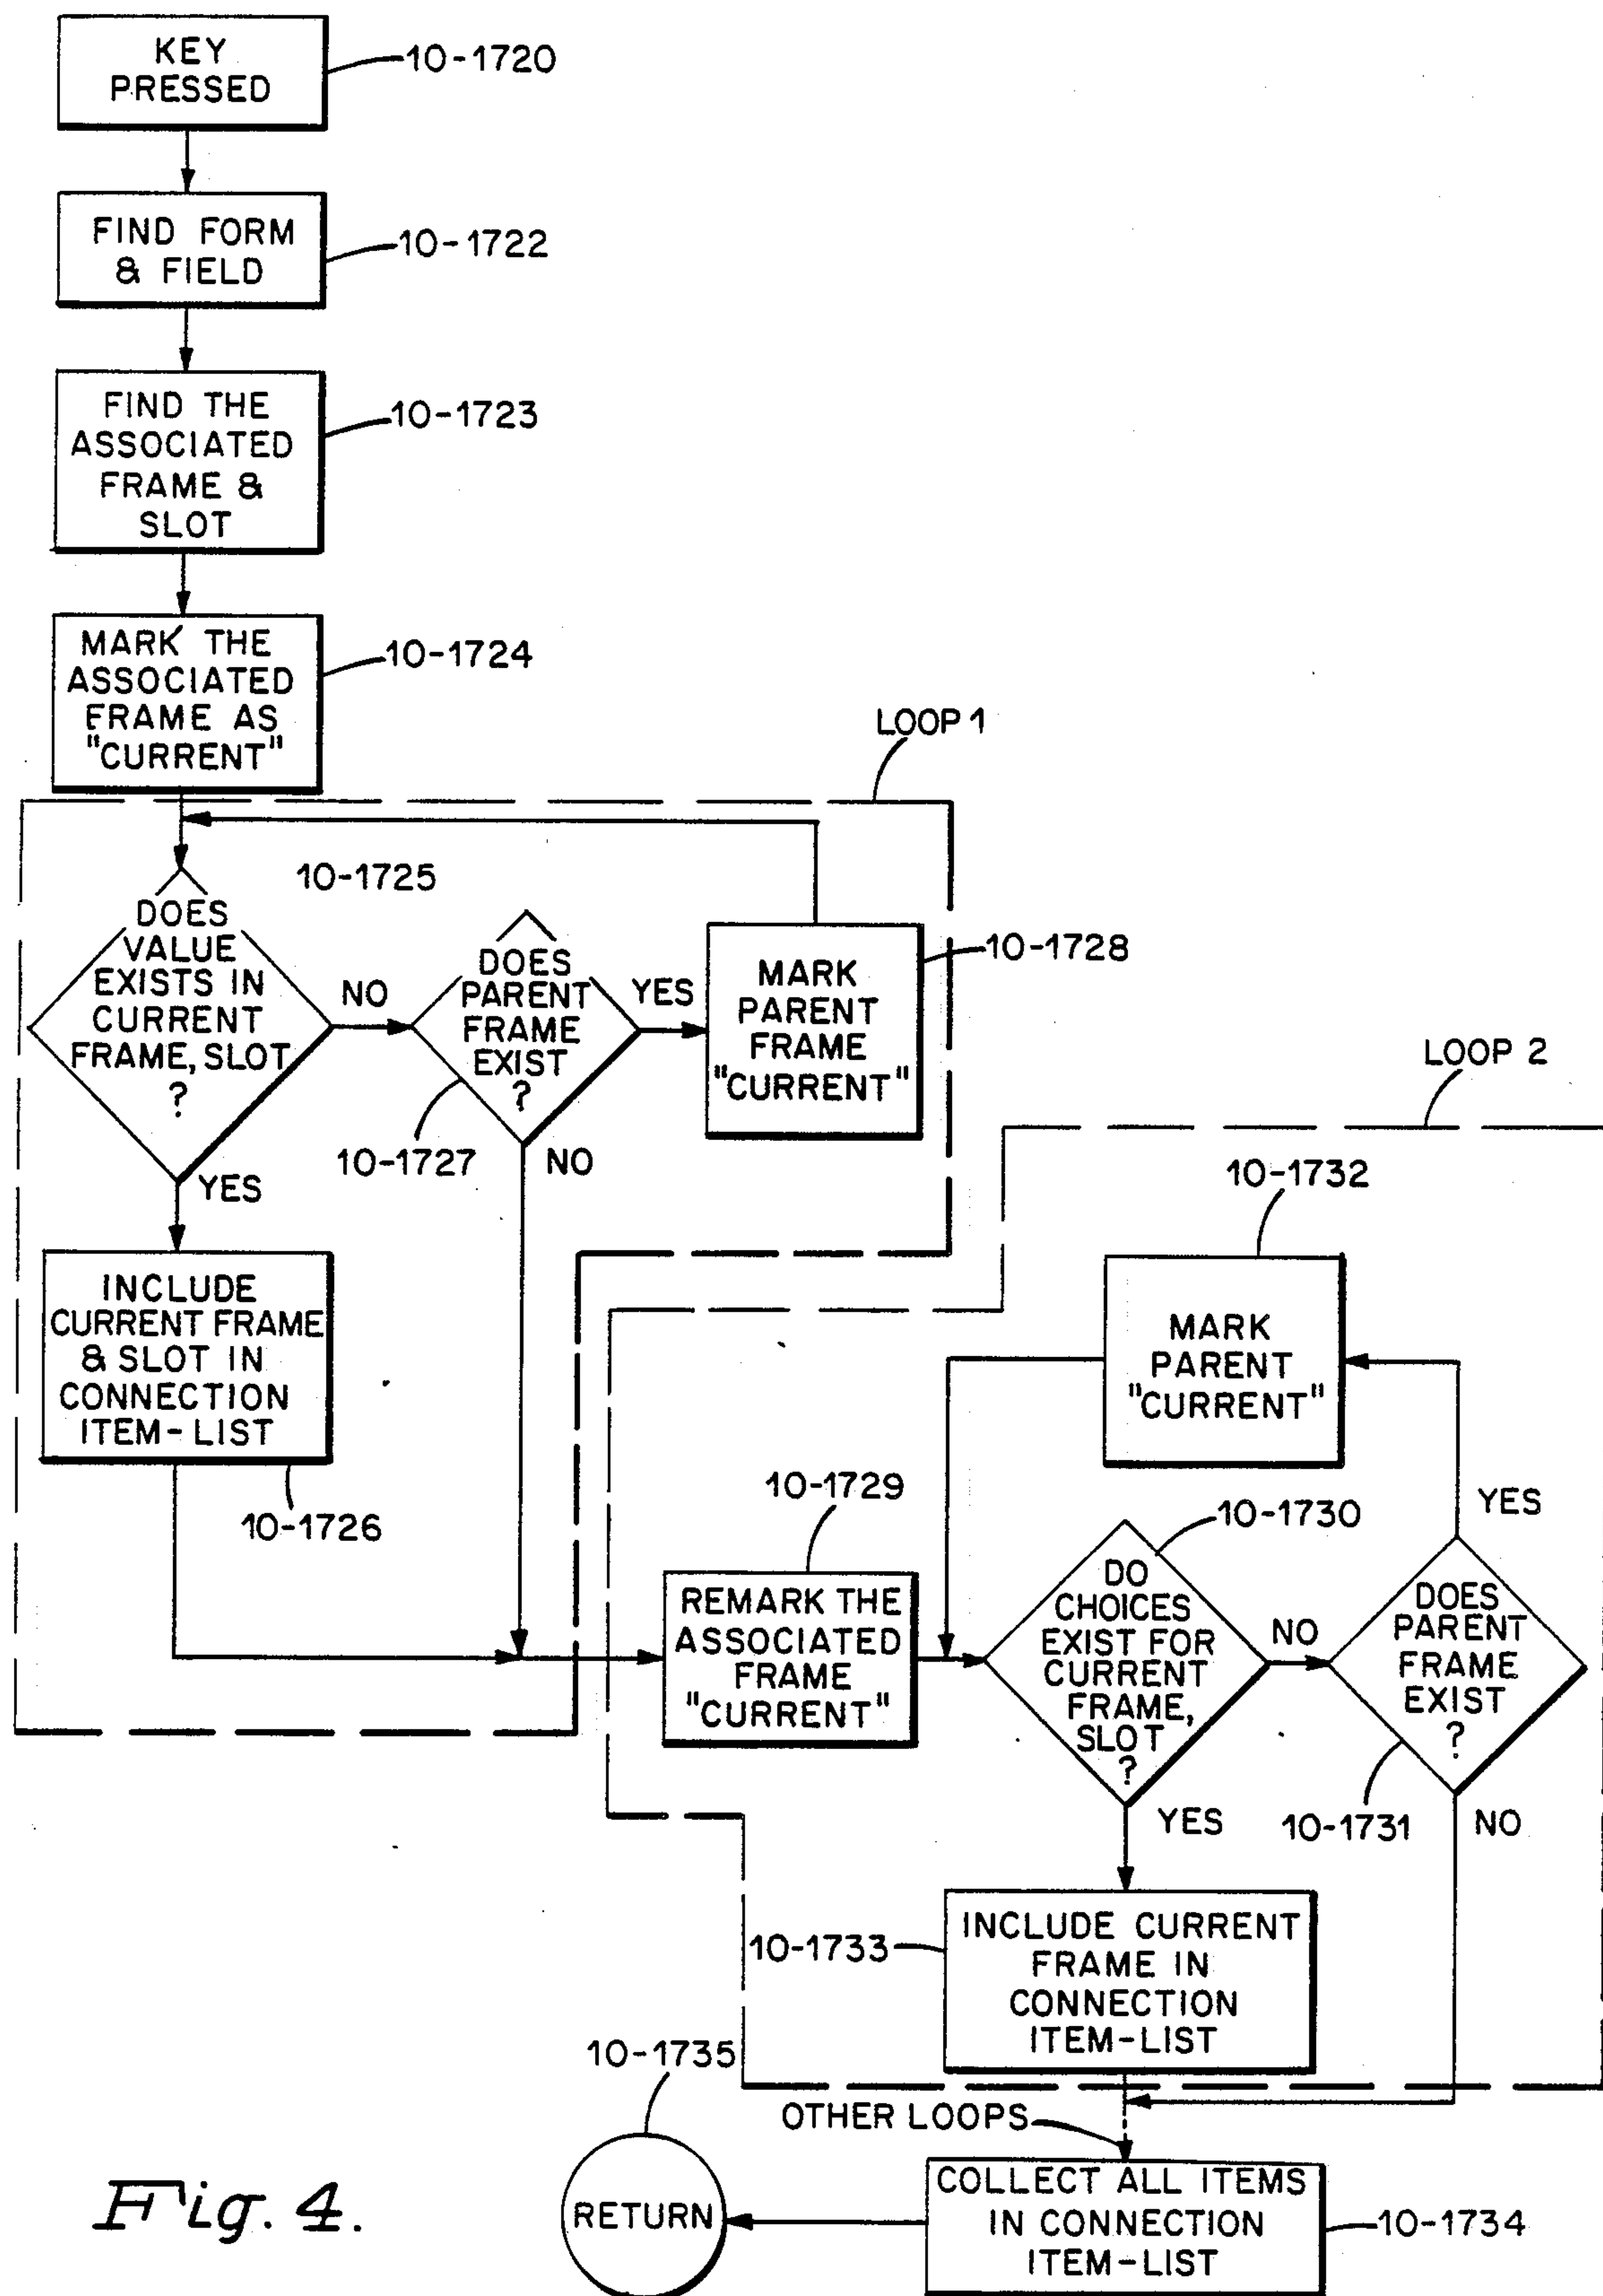 KEY
PRESSED
10-1720
FIND FORM
& FIELD
10-1722
FIND THE
ASSOCIATED
FRAME &
SLOT
10-1723
MARK THE
ASSOCIATED
FRAME AS
"CURRENT"
10-1724
LOOP 1
10-1725
DOES
VALUE
EXISTS IN
CURRENT
FRAME, SLOT
?
NO
YES
DOES
PARENT
FRAME
EXIST
?
YES
10-1727
NO
MARK
PARENT
FRAME
"CURRENT"
10-1728
INCLUDE
CURRENT FRAME
& SLOT IN
CONNECTION
ITEM-LIST
10-1726
LOOP 2
10-1732
MARK
PARENT
"CURRENT"
10-1729
REMARK THE
ASSOCIATED
FRAME
"CURRENT"
10-1730
DO
CHOICES
EXIST FOR
CURRENT
FRAME,
SLOT
?
NO
YES
YES
DOES
PARENT
FRAME
EXIST
?
10-1731
NO
10-1733
INCLUDE CURRENT
FRAME IN
CONNECTION
ITEM-LIST
OTHER LOOPS
10-1735
RETURN
COLLECT ALL ITEMS
IN CONNECTION
ITEM-LIST
10-1734
Fig. 4.